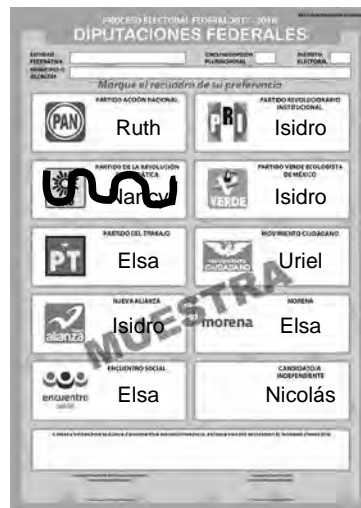 PROCESO ELECTORAL FEDERAL 2017 - 2018
DIPUTACIONES FEDERALES
ENTIDAD FEDERATIVA
CIRCUNSCRIPCIÓN PLURINOMINAL
DISTRITO ELECTORAL
MUNICIPIO O ALCALDÍA
Marque el recuadro de su preferencia
PARTIDO ACCIÓN NACIONAL
PAN
Ruth
PARTIDO REVOLUCIONARIO
INSTITUCIONAL
PRI
Isidro
PARTIDO DE LA REVOLUCIÓN
Nancy
PARTIDO VERDE ECOLOGISTA
DE MÉXICO
VERDE
Isidro
PARTIDO DEL TRABAJO
PT
Elsa
MOVIMIENTO CIUDADANO
MOVIMIENTO
CIUDADANO
Uriel
NUEVA ALIANZA
alianza
Isidro
MORENA
morena
Elsa
ENCUENTRO SOCIAL
encuentro
social
Elsa
CANDIDATO/A
INDEPENDIENTE
Nicolás
MUESTRA